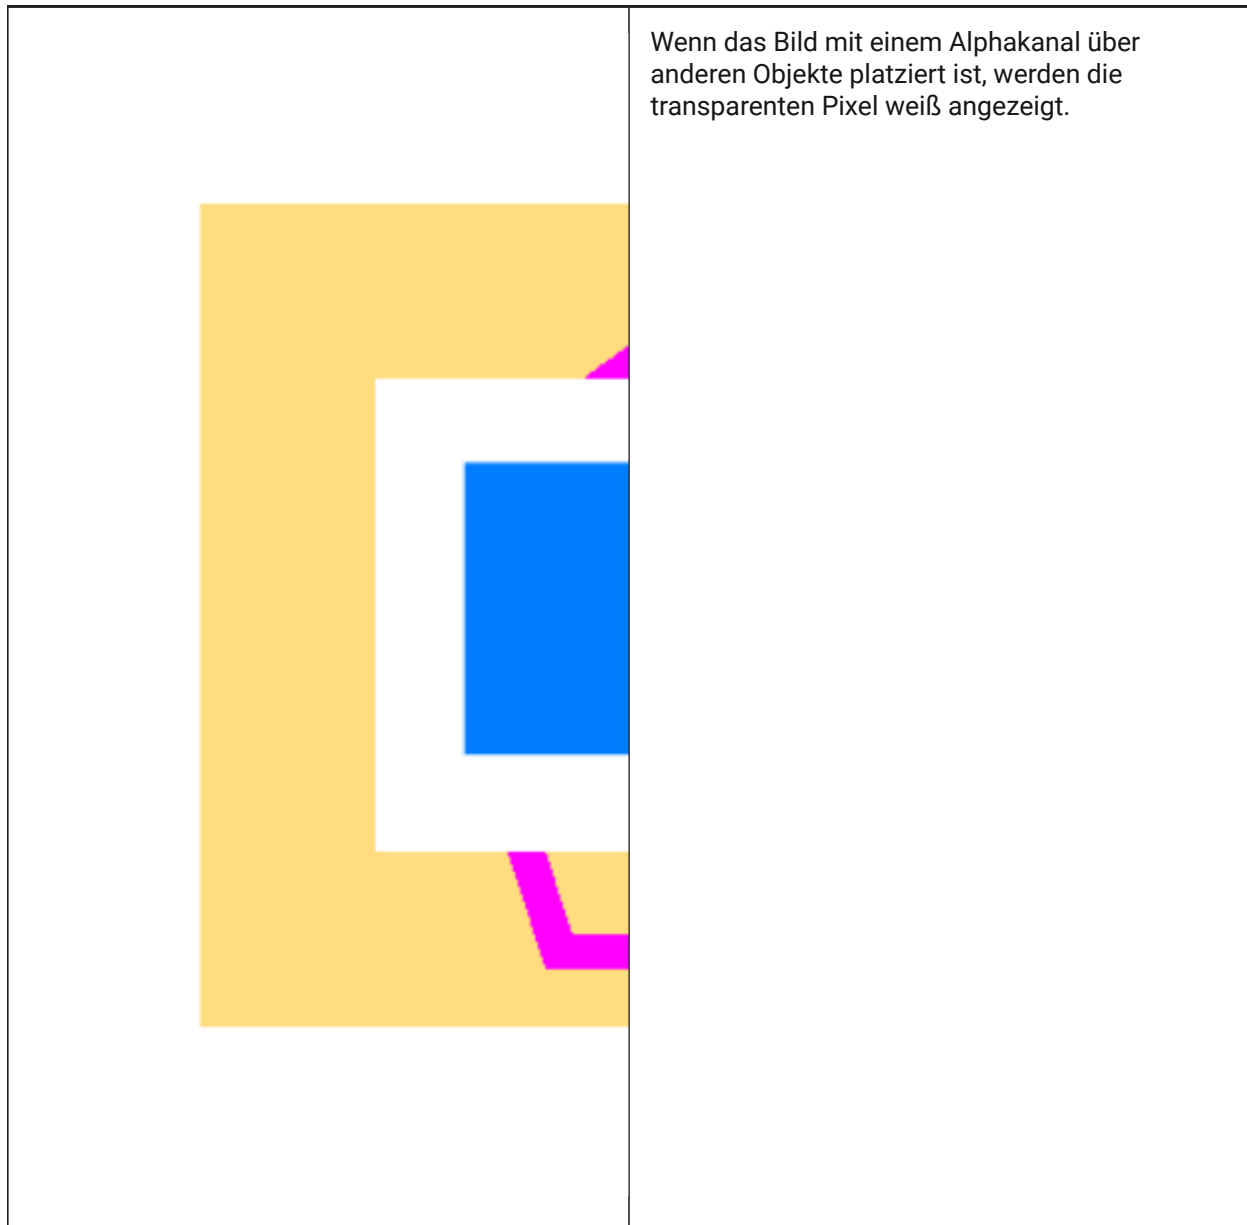 Wenn das Bild mit einem Alphakanal über
anderen Objekte platziert ist, werden die
transparenten Pixel weiß angezeigt.